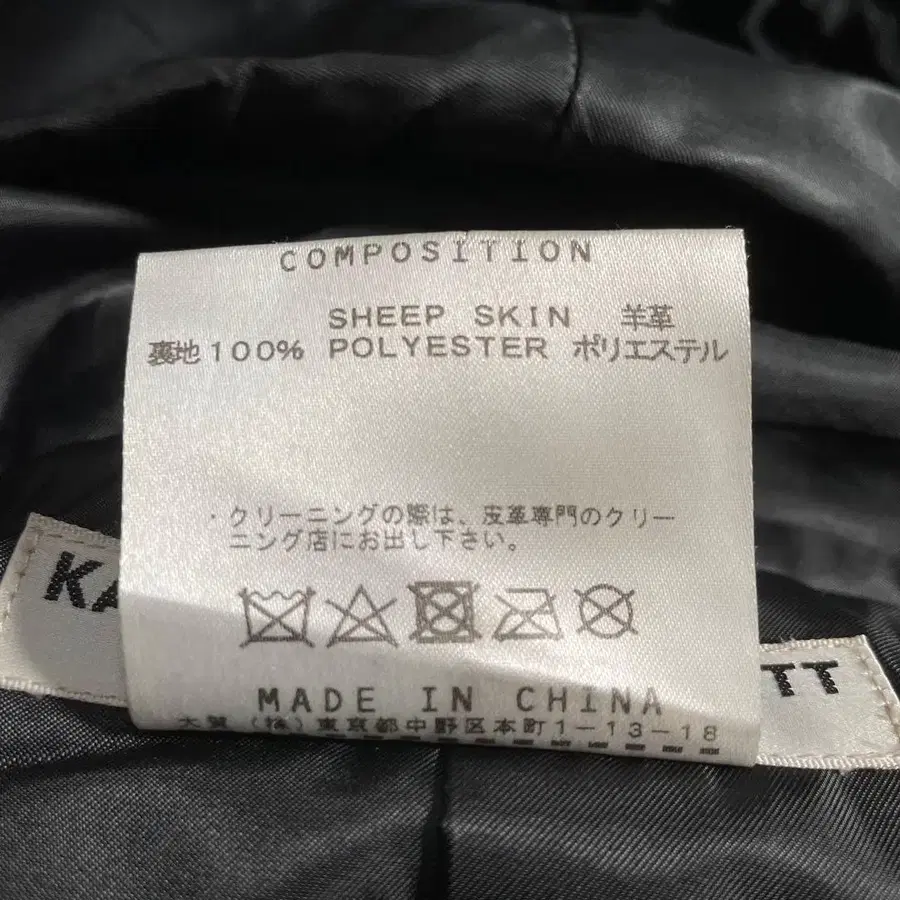 COMPOSITION
SHEEP SKIN 羊革
裏地100% POLYESTER ポリエステル
・クリーニングの際は、皮革専門のクリー
ニング店にお出し下さい。
KA
TT
MADE IN CHINA
大賀(株)東京都中野区本町1-13-18